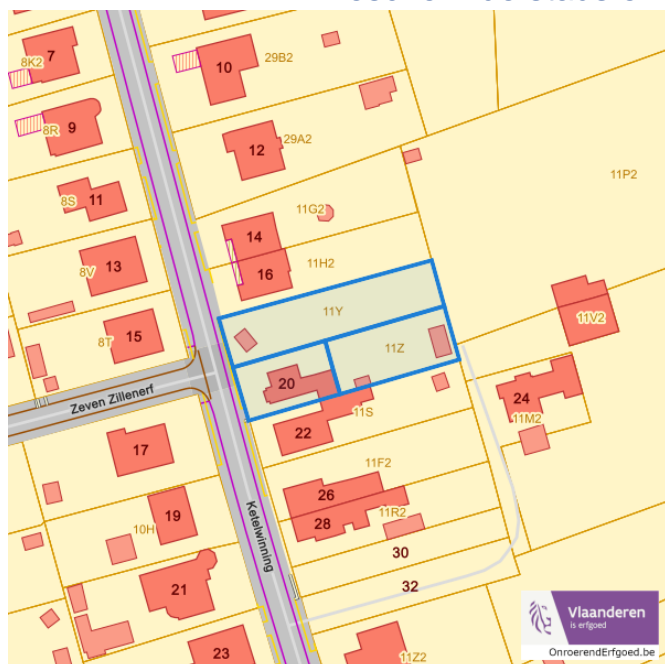 7
8K2
10
29B2
9
8R
12
29A2
11
8S
11P2
14
11G2
13
8V
16
11H2
11Y
15
8T
11Z
11V2
Zeven Zillenerf
20
24
11M2
11S
22
17
11F2
26
Ketelwinning
19
10H
28
11R2
30
21
32
23
11Z2
Vlaanderen
is erfgoed
OnroerendErfgoed.be